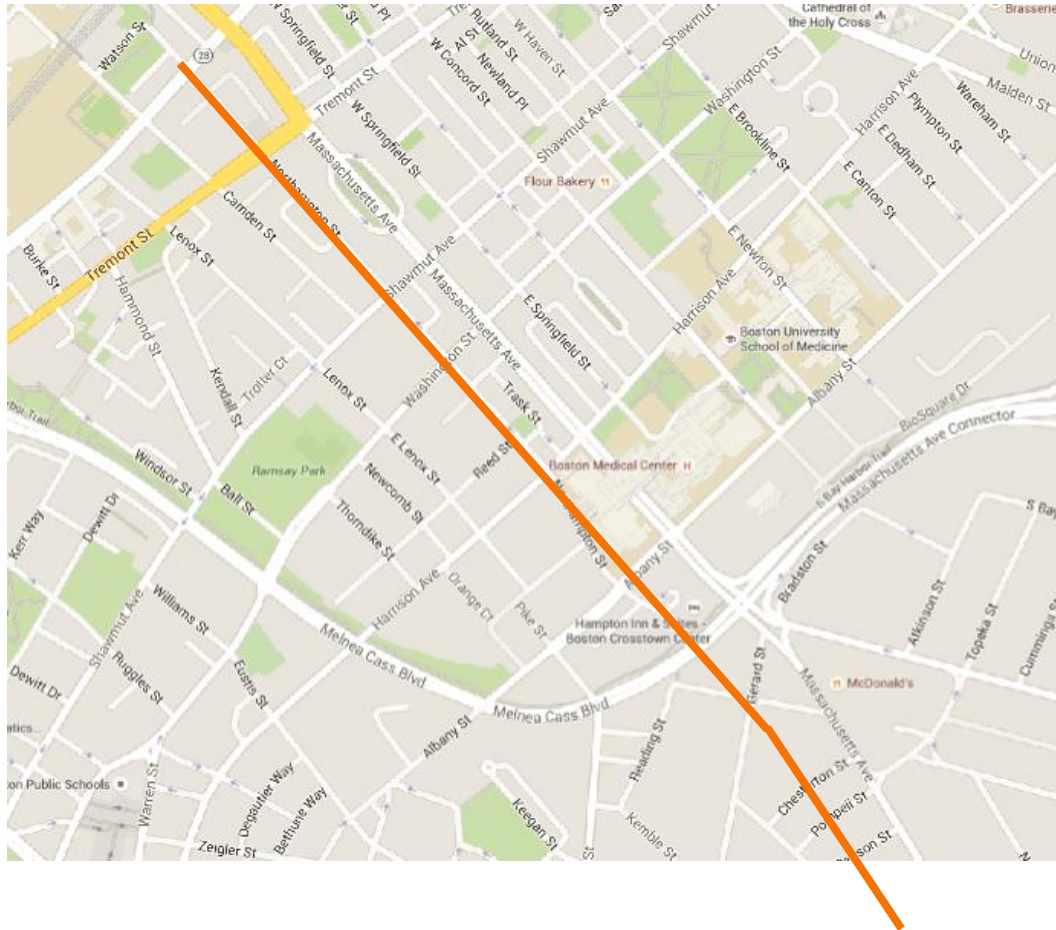 Cathedral of
the Holy Cross
Brasserie
Watson St
28
W Springfield St
Rutland St
W Haven St
Shawmut Ave
Washington St
Union
Malden St
Wareham St
Plympton St
Harrison Ave
E Dedham St
E Canton St
E Brookline St
Al St
Newland Pl
W Concord St
Tremont St
W Springfield St
Shawmut Ave
Flour Bakery
Massachusetts Ave
Northampton St
Camden St
Lenox St
Tremont St
Burke St
Hammond St
Shawmut Ave
Massachusetts Ave
E Newton St
Harrison Ave
Boston University
School of Medicine
E Springfield St
Albany St
BioSquare Dr
Massachusetts Ave Connector
S Bay Harbor Trail
Washington St
Trotter Ct
Kendall St
Lenox St
Trask St
Reed St
E Lenox St
Newcomb St
Thorndike St
Boston Medical Center
Windsor St
Ball St
Ramsay Park
Dewitt Dr
Kerr Way
Albany St
Harrison Ave
Orange Ct
Pike St
Hampton Inn & Suites -
Boston Crosstown Center
Bradston St
Atkinson St
Topeka St
S Bay
Williams St
Shawmut Ave
Ruggles St
Eustis St
Dewitt Dr
Melnea Cass Blvd
Melnea Cass Blvd
Gerard St
McDonald's
Massachusetts Ave
Albany St
Reading St
Chesterton St
Pompeii St
Public Schools
Warren St
Degautier Way
Bethune Way
Zeigler St
Keegan St
Kemble St